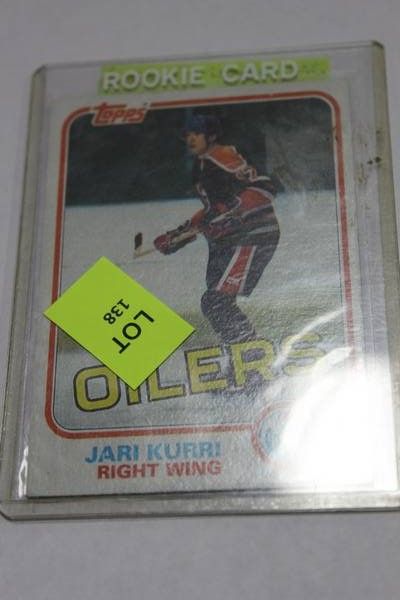 ROOKIE CARD
Topps
LOT
138
OILERS
JARI KURRI
RIGHT WING